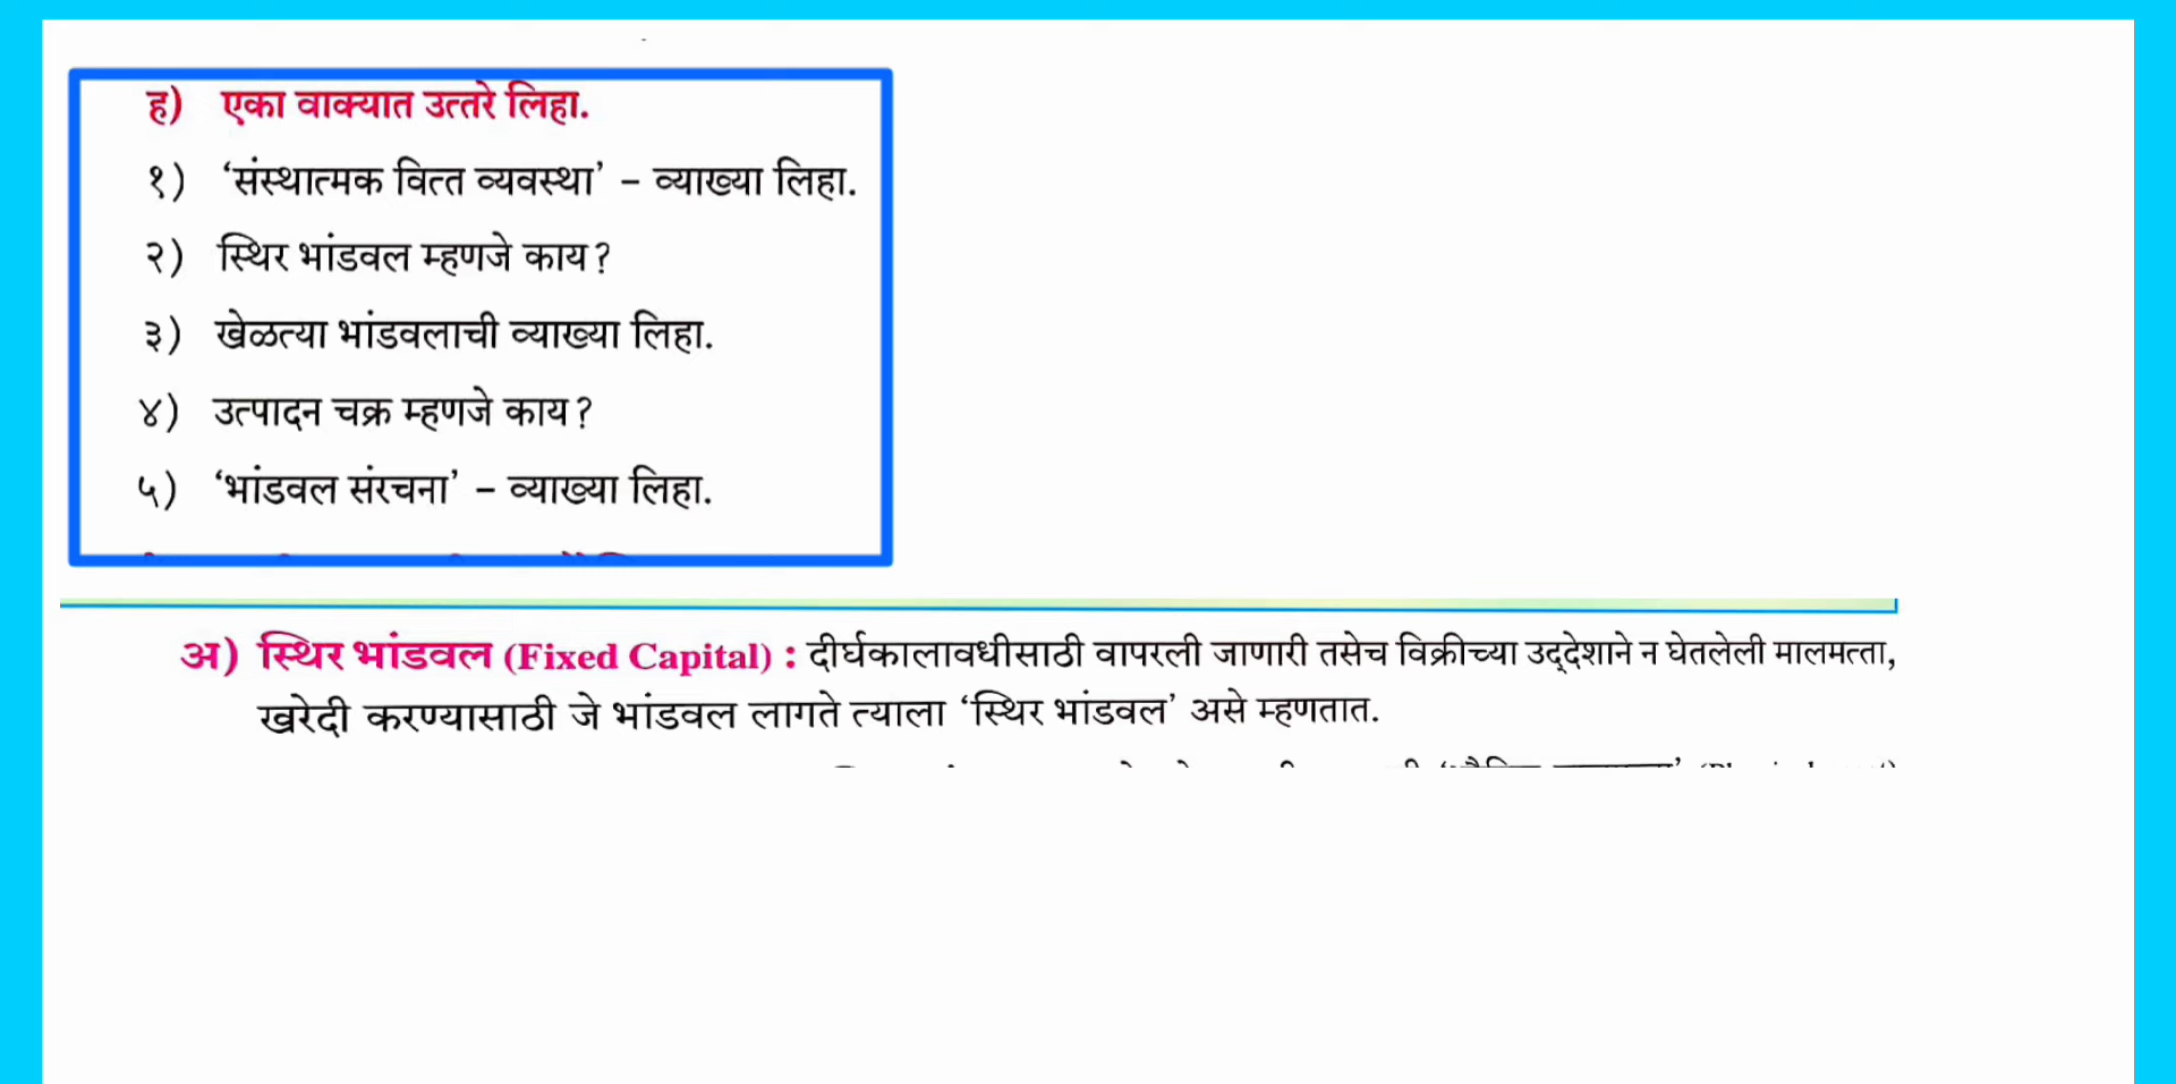 ह) एका वाक्यात उत्तरे लिहा.
१) ‘संस्थात्मक वित्त व्यवस्था’ – व्याख्या लिहा.
२) स्थिर भांडवल म्हणजे काय?
३) खेळत्या भांडवलाची व्याख्या लिहा.
४) उत्पादन चक्र म्हणजे काय?
५) ‘भांडवल संरचना’ – व्याख्या लिहा.
अ) स्थिर भांडवल (Fixed Capital) : दीर्घकालावधीसाठी वापरली जाणारी तसेच विक्रीच्या उद्देशाने न घेतलेली मालमत्ता,
खरेदी करण्यासाठी जे भांडवल लागते त्याला ‘स्थिर भांडवल’ असे म्हणतात.